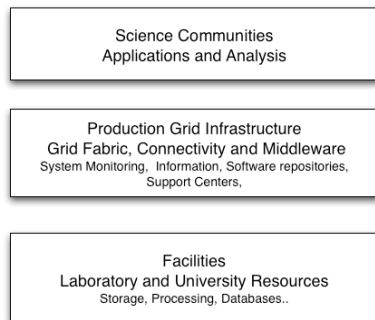 Science Communities
Applications and Analysis
Production Grid Infrastructure
Grid Fabric, Connectivity and Middleware
System Monitoring, Information, Software repositories,
Support Centers,
Facilities
Laboratory and University Resources
Storage, Processing, Databases..